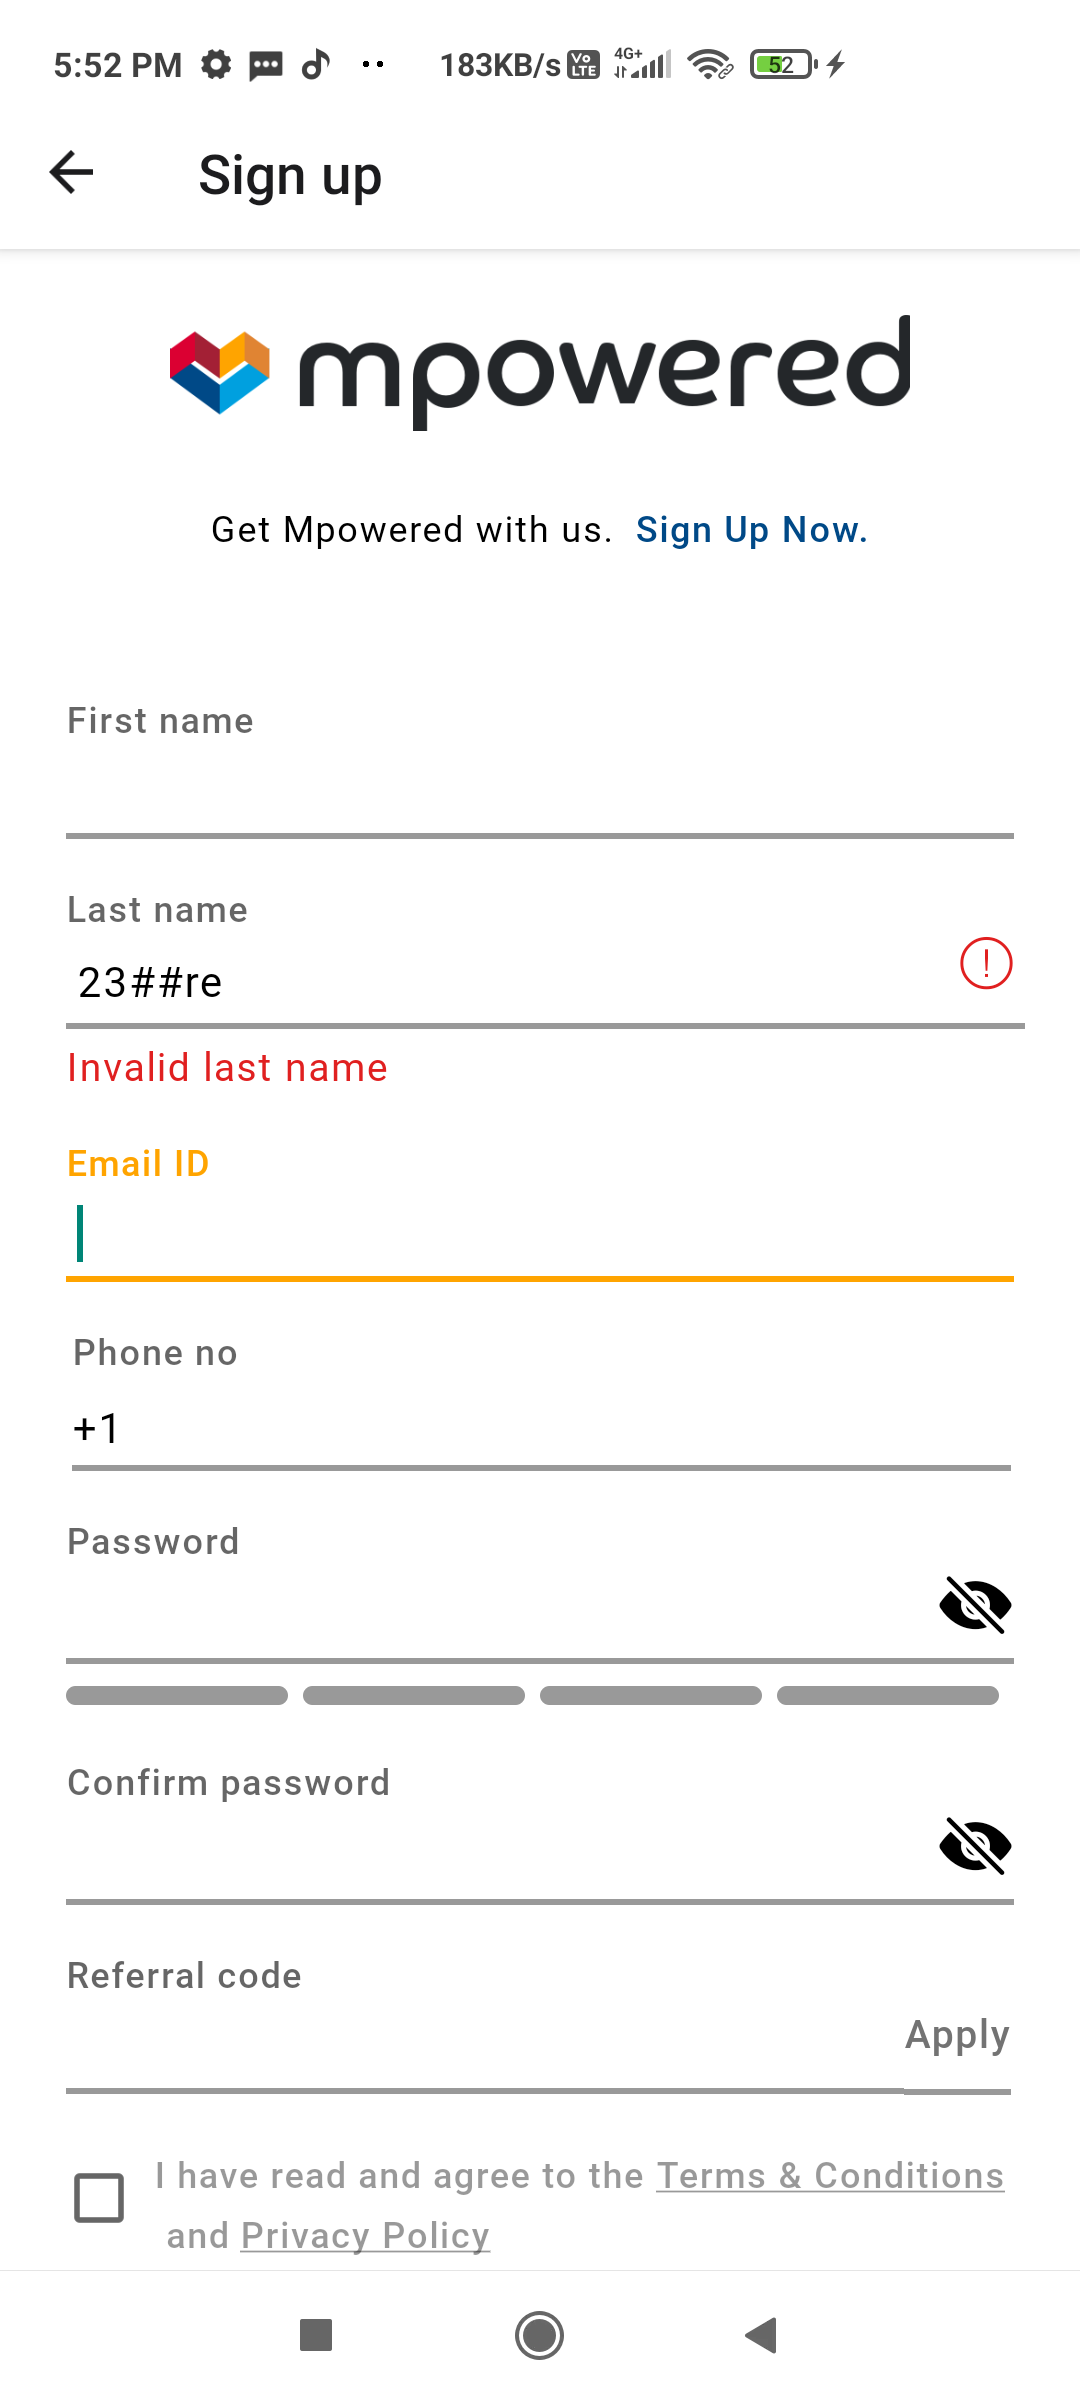 5:52 PM 183KB/s Vo LTE 4G+ 52
Sign up
mpowered
Get Mpowered with us. Sign Up Now.
First name
Last name
23##re
!
Invalid last name
Email ID
Phone no
+1
Password
Confirm password
Referral code
Apply
I have read and agree to the Terms & Conditions
and Privacy Policy